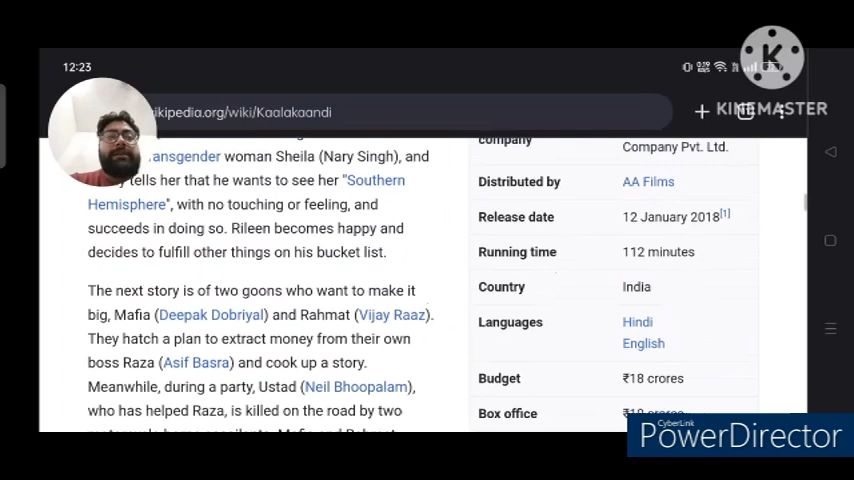 12:23
KINEMASTER
kipedia.org/wiki/Kaalakaandi
ansgender woman Sheila (Nary Singh), and
tells her that he wants to see her "Southern
Hemisphere", with no touching or feeling, and
succeeds in doing so. Rileen becomes happy and
decides to fulfill other things on his bucket list.
The next story is of two goons who want to make it
big, Mafia (Deepak Dobriyal) and Rahmat (Vijay Raaz).
They hatch a plan to extract money from their own
boss Raza (Asif Basra) and cook up a story.
Meanwhile, during a party, Ustad (Neil Bhoopalam),
who has helped Raza, is killed on the road by two
company
Company Pvt. Ltd.
Distributed by AA Films
Release date 12 January 2018[1]
Running time 112 minutes
Country India
Languages Hindi
English
Budget ₹18 crores
Box office
CyberLink
PowerDirector